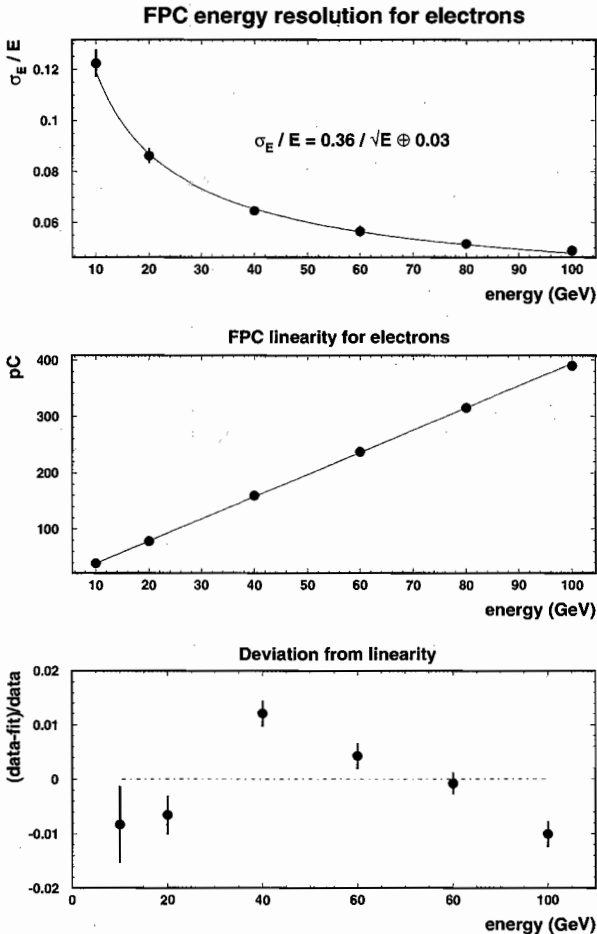 FPC energy resolution for electrons
σE / E
0.12
0.1
0.08
0.06
σE / E = 0.36 / √E ⊕ 0.03
10 20 30 40 50 60 70 80 90 100
energy (GeV)
FPC linearity for electrons
pC
400
300
200
100
10 20 30 40 50 60 70 80 90 100
energy (GeV)
Deviation from linearity
(data-fit)/data
0.02
0.01
0
-0.01
-0.02
0 20 40 60 80 100
energy (GeV)